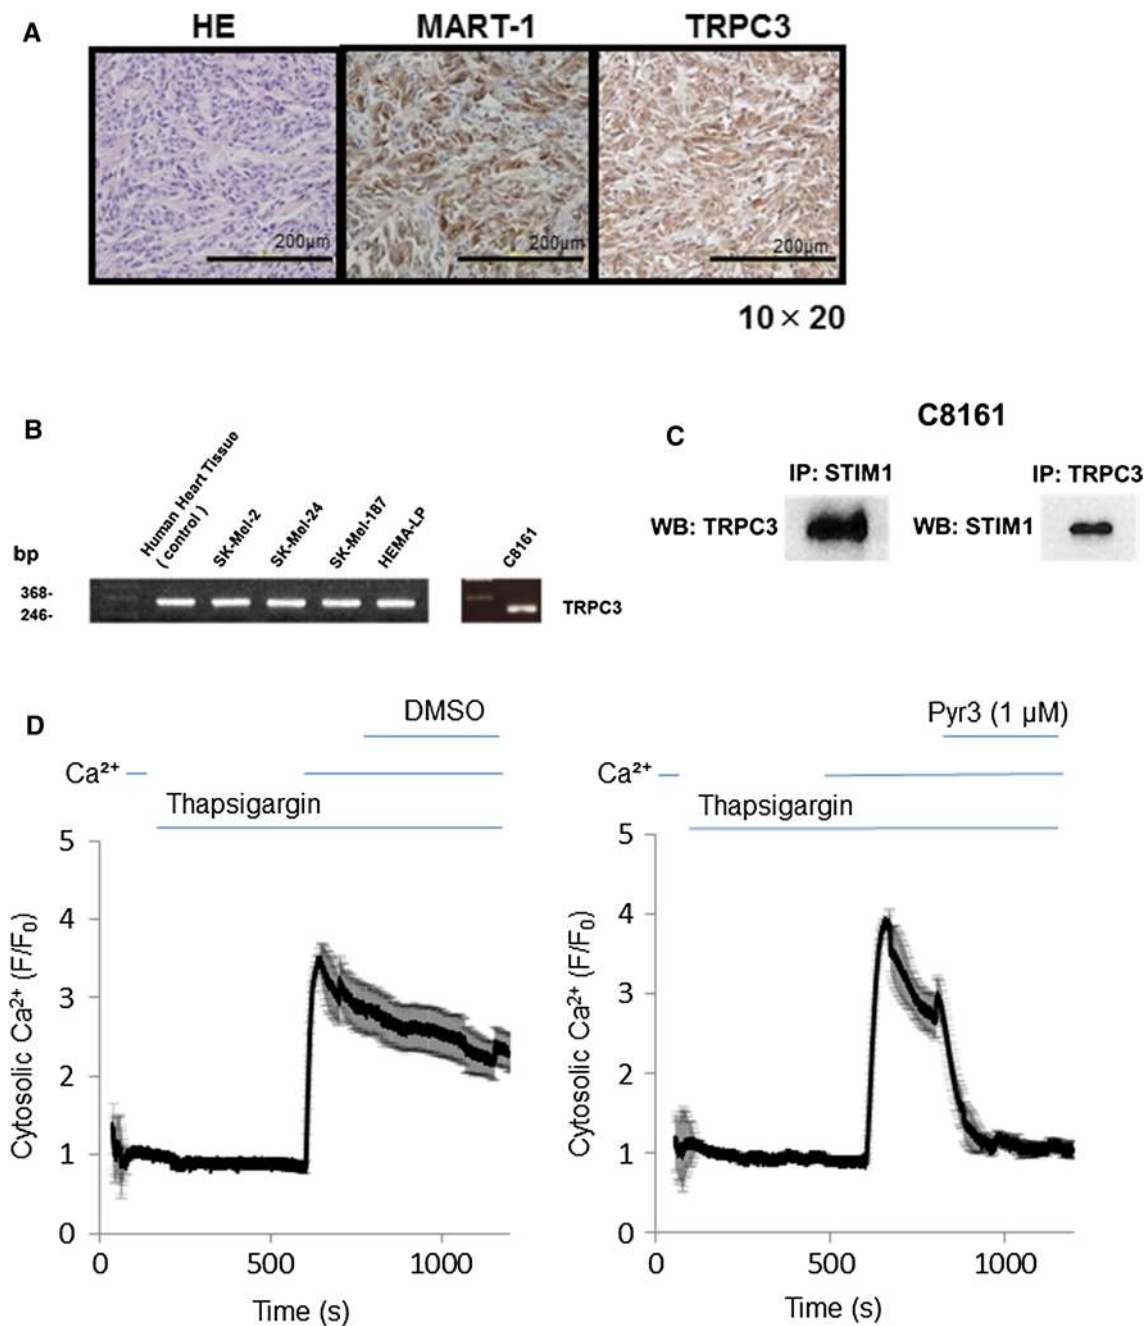 A
HE
MART-1
TRPC3
200μm
200μm
200μm
10 × 20
B
bp
Human Heart Tissue
( control )
SK-Mel-2
SK-Mel-24
SK-Mel-187
HEMA-LP
C8161
368-
246-
TRPC3
C
C8161
IP: STIM1
IP: TRPC3
WB: TRPC3
WB: STIM1
D
DMSO
Ca²⁺
Thapsigargin
5
4
3
2
1
0
Cytosolic Ca²⁺ (F/F₀)
0
500
1000
Time (s)
Pyr3 (1 μM)
Ca²⁺
Thapsigargin
5
4
3
2
1
0
Cytosolic Ca²⁺ (F/F₀)
0
500
1000
Time (s)